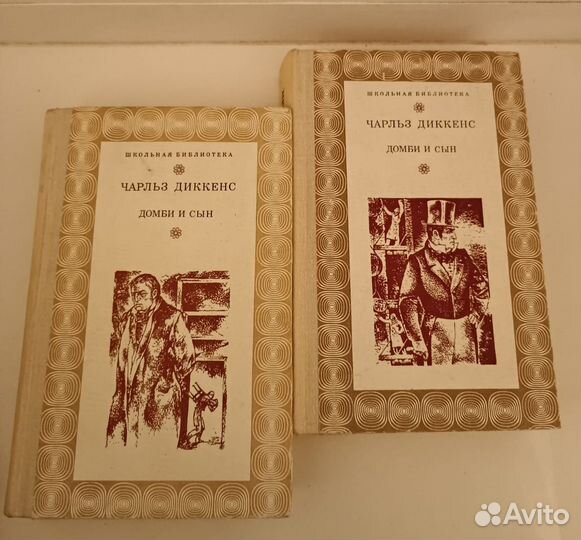 ШКОЛЬНАЯ БИБЛИОТЕКА
ЧАРЛЬЗ ДИККЕНС
ДОМБИ И СЫН
ШКОЛЬНАЯ БИБЛИОТЕКА
ЧАРЛЬЗ ДИККЕНС
ДОМБИ И СЫН
Avito